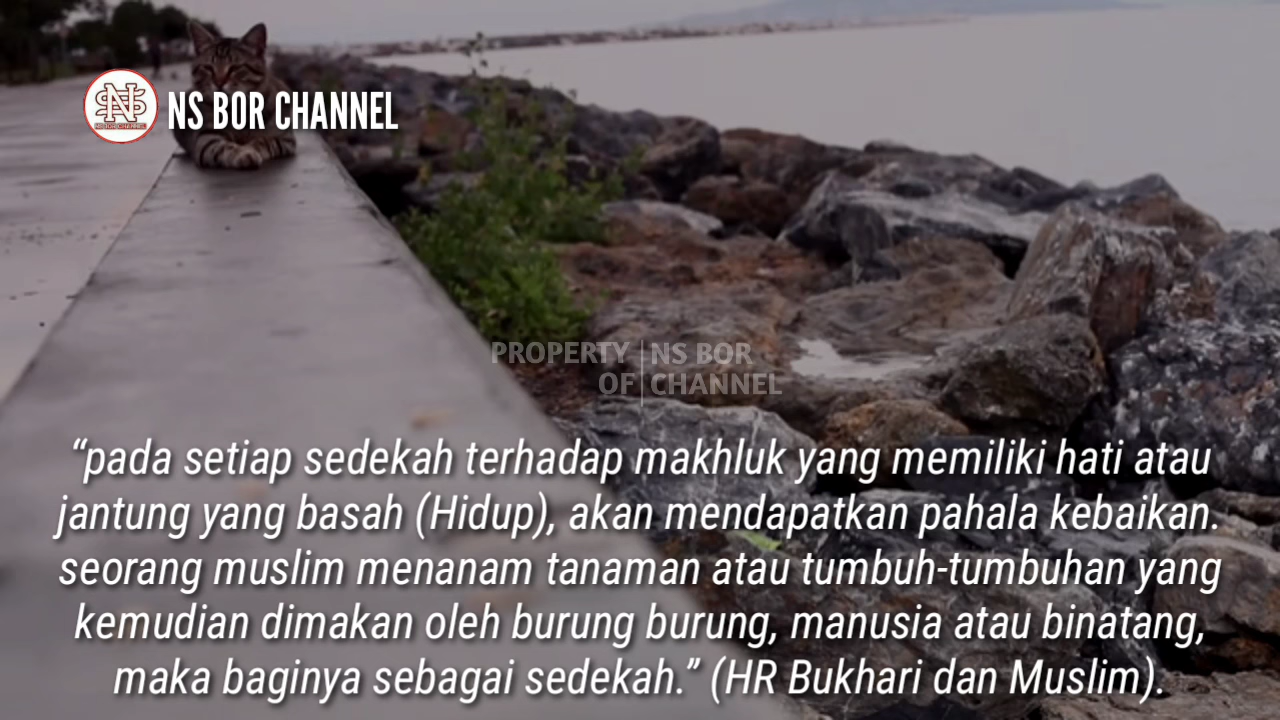 NS BOR CHANNEL
PROPERTY NS BOR
OF CHANNEL
“pada setiap sedekah terhadap makhluk yang memiliki hati atau
jantung yang basah (Hidup), akan mendapatkan pahala kebaikan.
seorang muslim menanam tanaman atau tumbuh-tumbuhan yang
kemudian dimakan oleh burung burung, manusia atau binatang,
maka baginya sebagai sedekah.” (HR Bukhari dan Muslim).